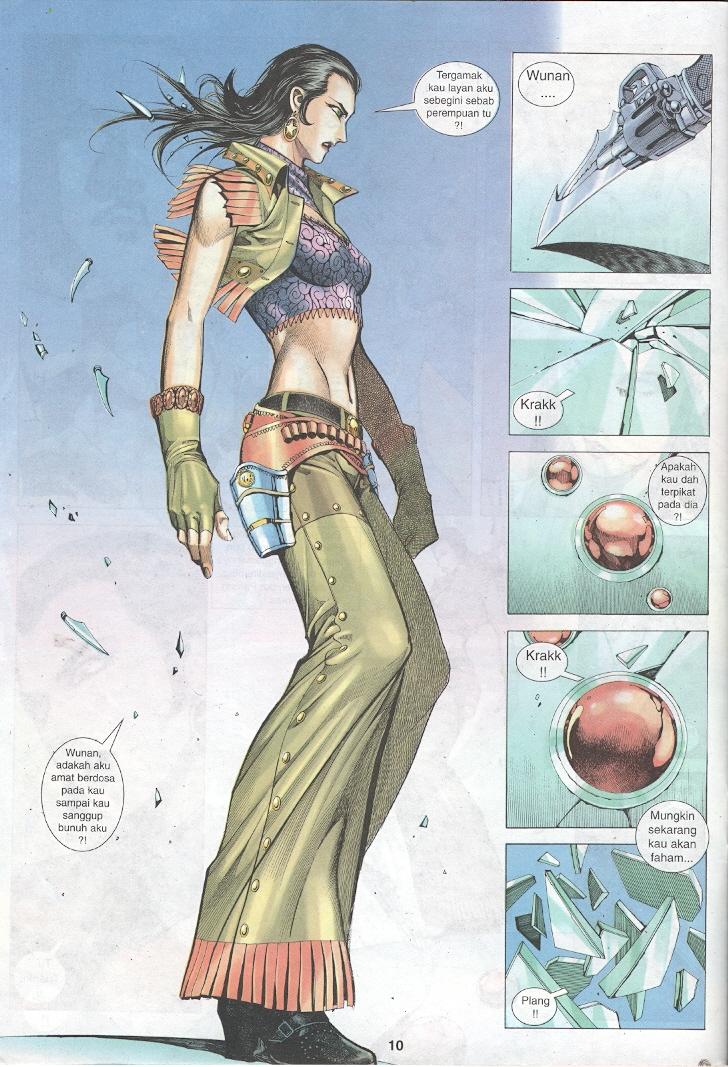 Tergamak
kau layan aku
sebegini sebab
perempuan tu
?!
Wunan
....
Krakk
!!
Apakah
kau dah
terpikat
pada dia
?!
Krakk
!!
Wunan,
adakah aku
amat berdosa
pada kau
sampai kau
sanggup
bunuh aku
?!
Mungkin
sekarang
kau akan
faham...
Plang
!!
10